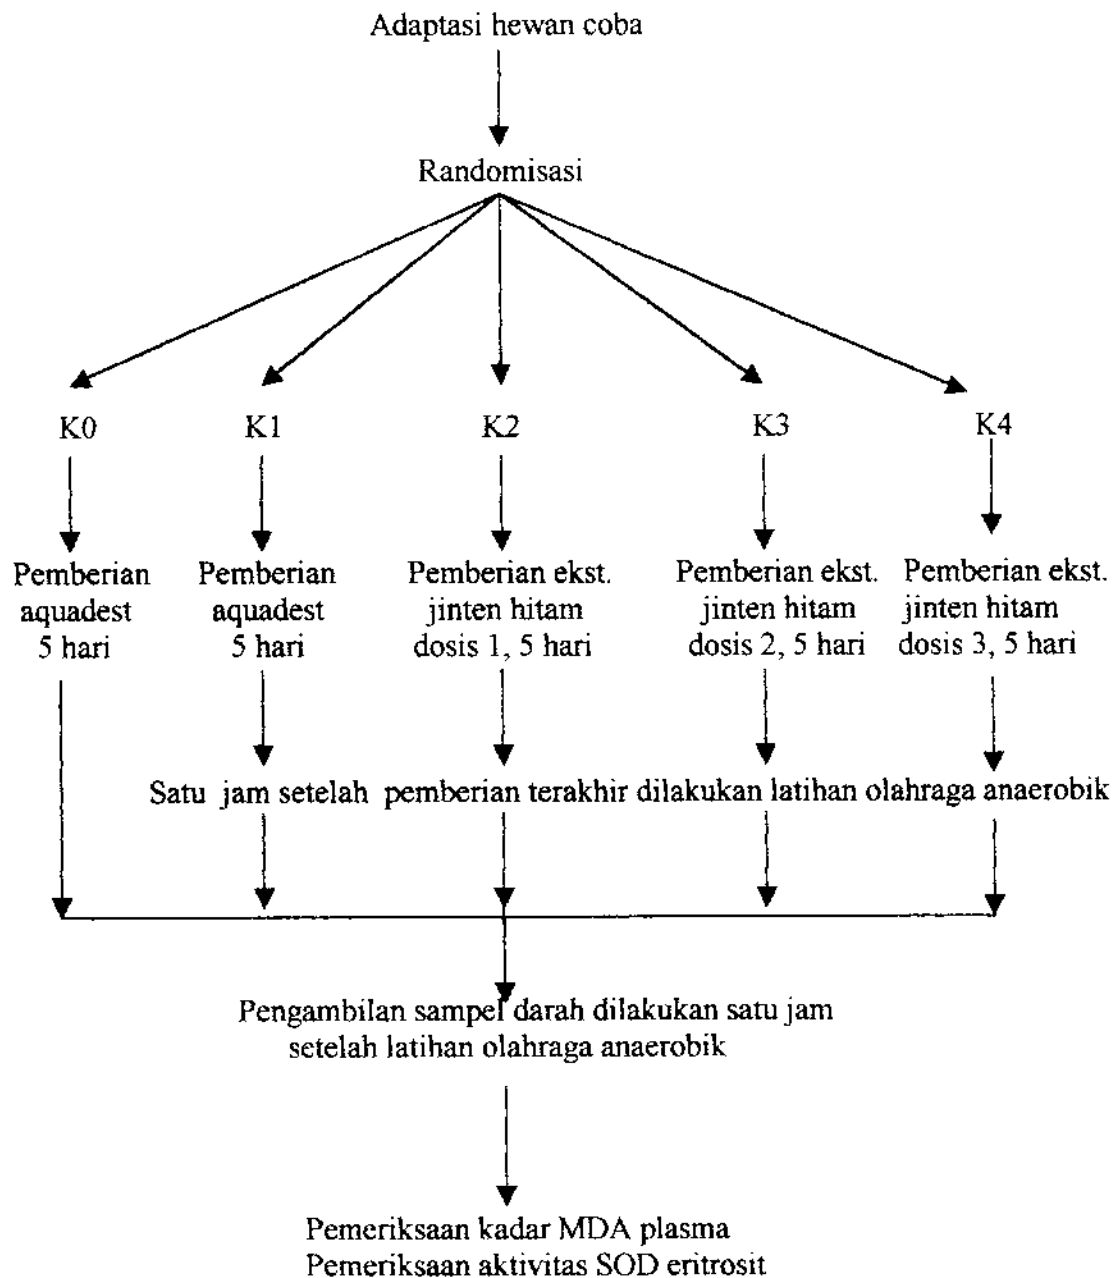 Adaptasi hewan coba
Randomisasi
K0
K1
K2
K3
K4
Pemberian
aquadest
5 hari
Pemberian
aquadest
5 hari
Pemberian ekst.
jinten hitam
dosis 1, 5 hari
Pemberian ekst.
jinten hitam
dosis 2, 5 hari
Pemberian ekst.
jinten hitam
dosis 3, 5 hari
Satu jam setelah pemberian terakhir dilakukan latihan olahraga anaerobik
Pengambilan sampel darah dilakukan satu jam
setelah latihan olahraga anaerobik
Pemeriksaan kadar MDA plasma
Pemeriksaan aktivitas SOD eritrosit